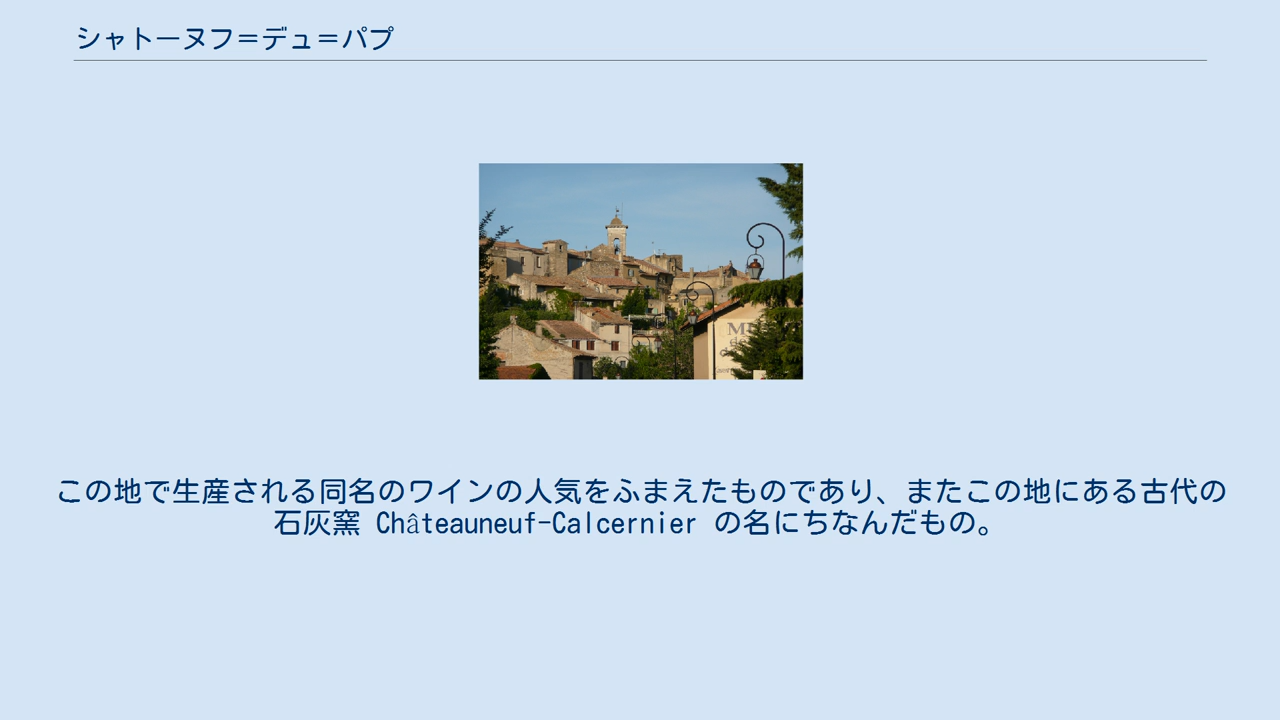 シャトーヌフ＝デュ＝パプ
この地で生産される同名のワインの人気をふまえたものであり、またこの地にある古代の
石灰窯 Châteauneuf-Calcernier の名にちなんだもの。